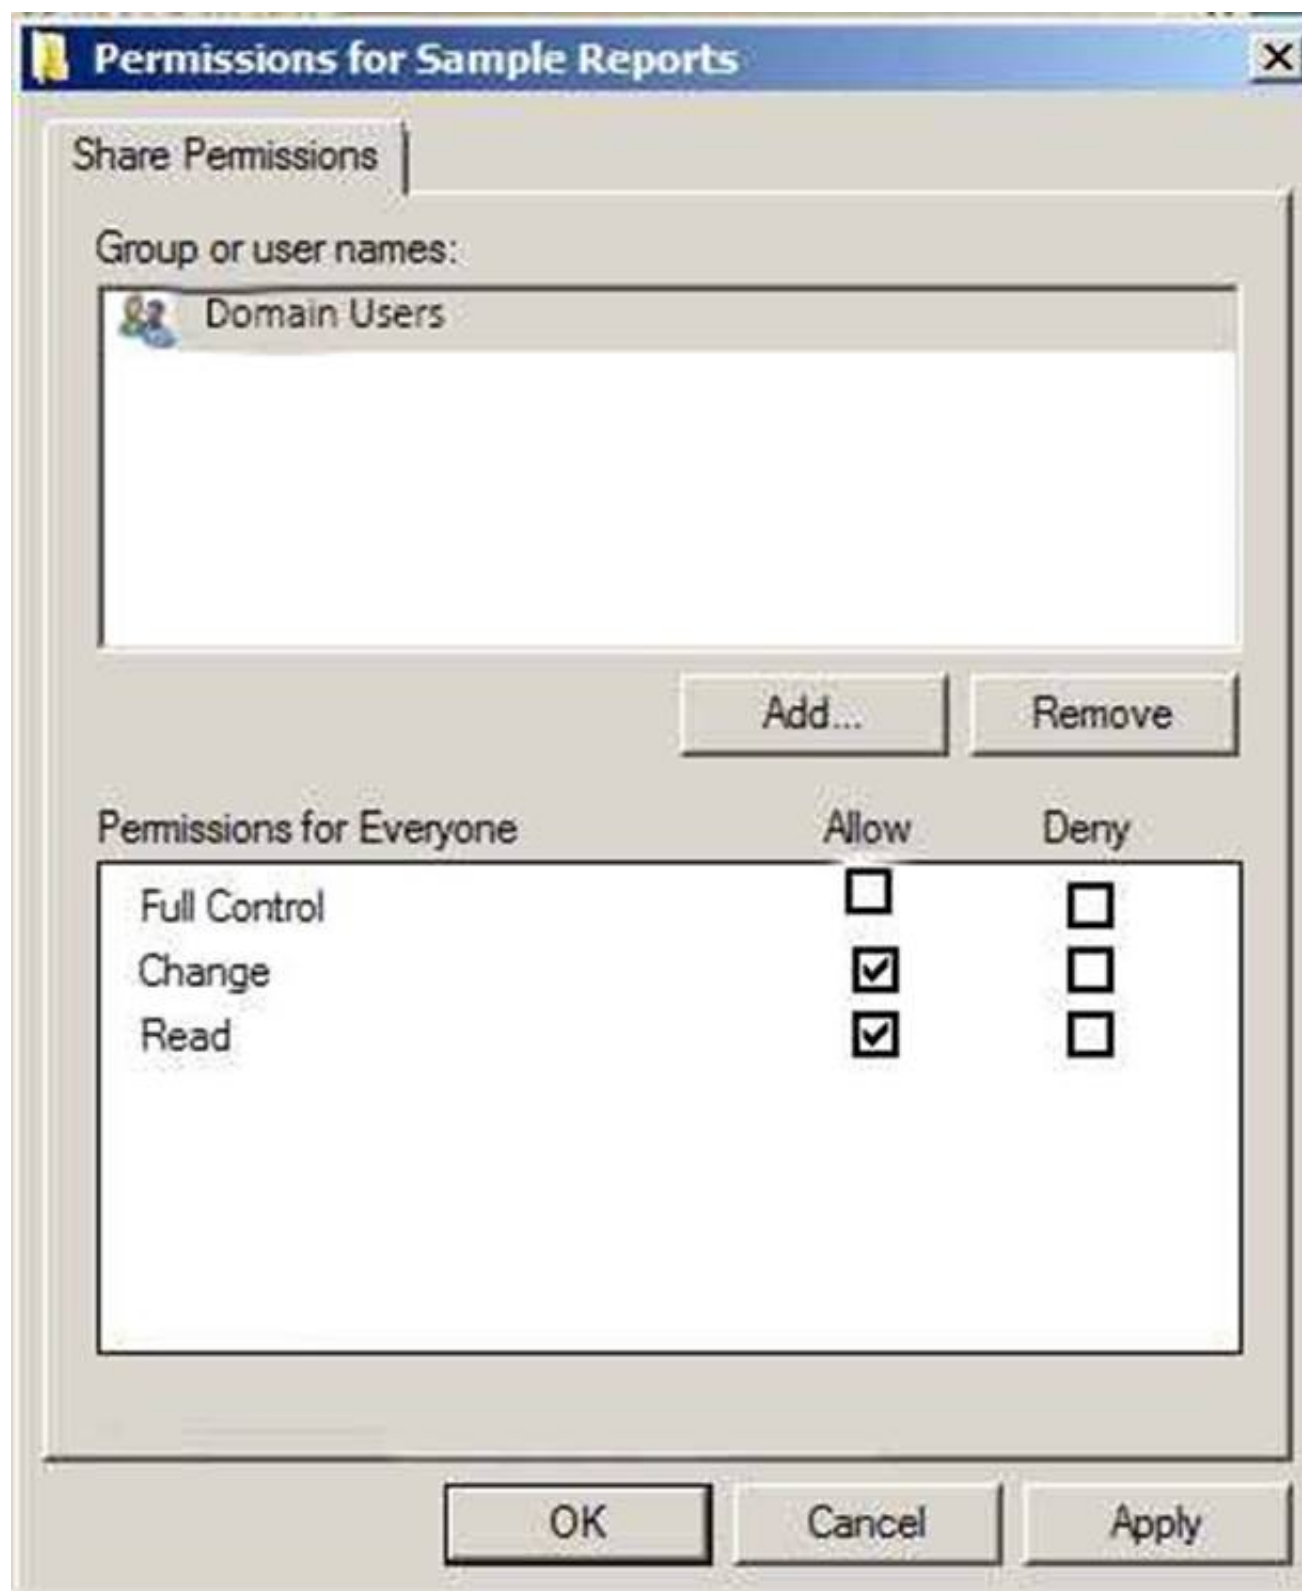 Permissions for Sample Reports
Share Permissions
Group or user names:
Domain Users
Add...
Remove
Permissions for Everyone
Allow
Deny
Full Control
Change
Read
OK
Cancel
Apply